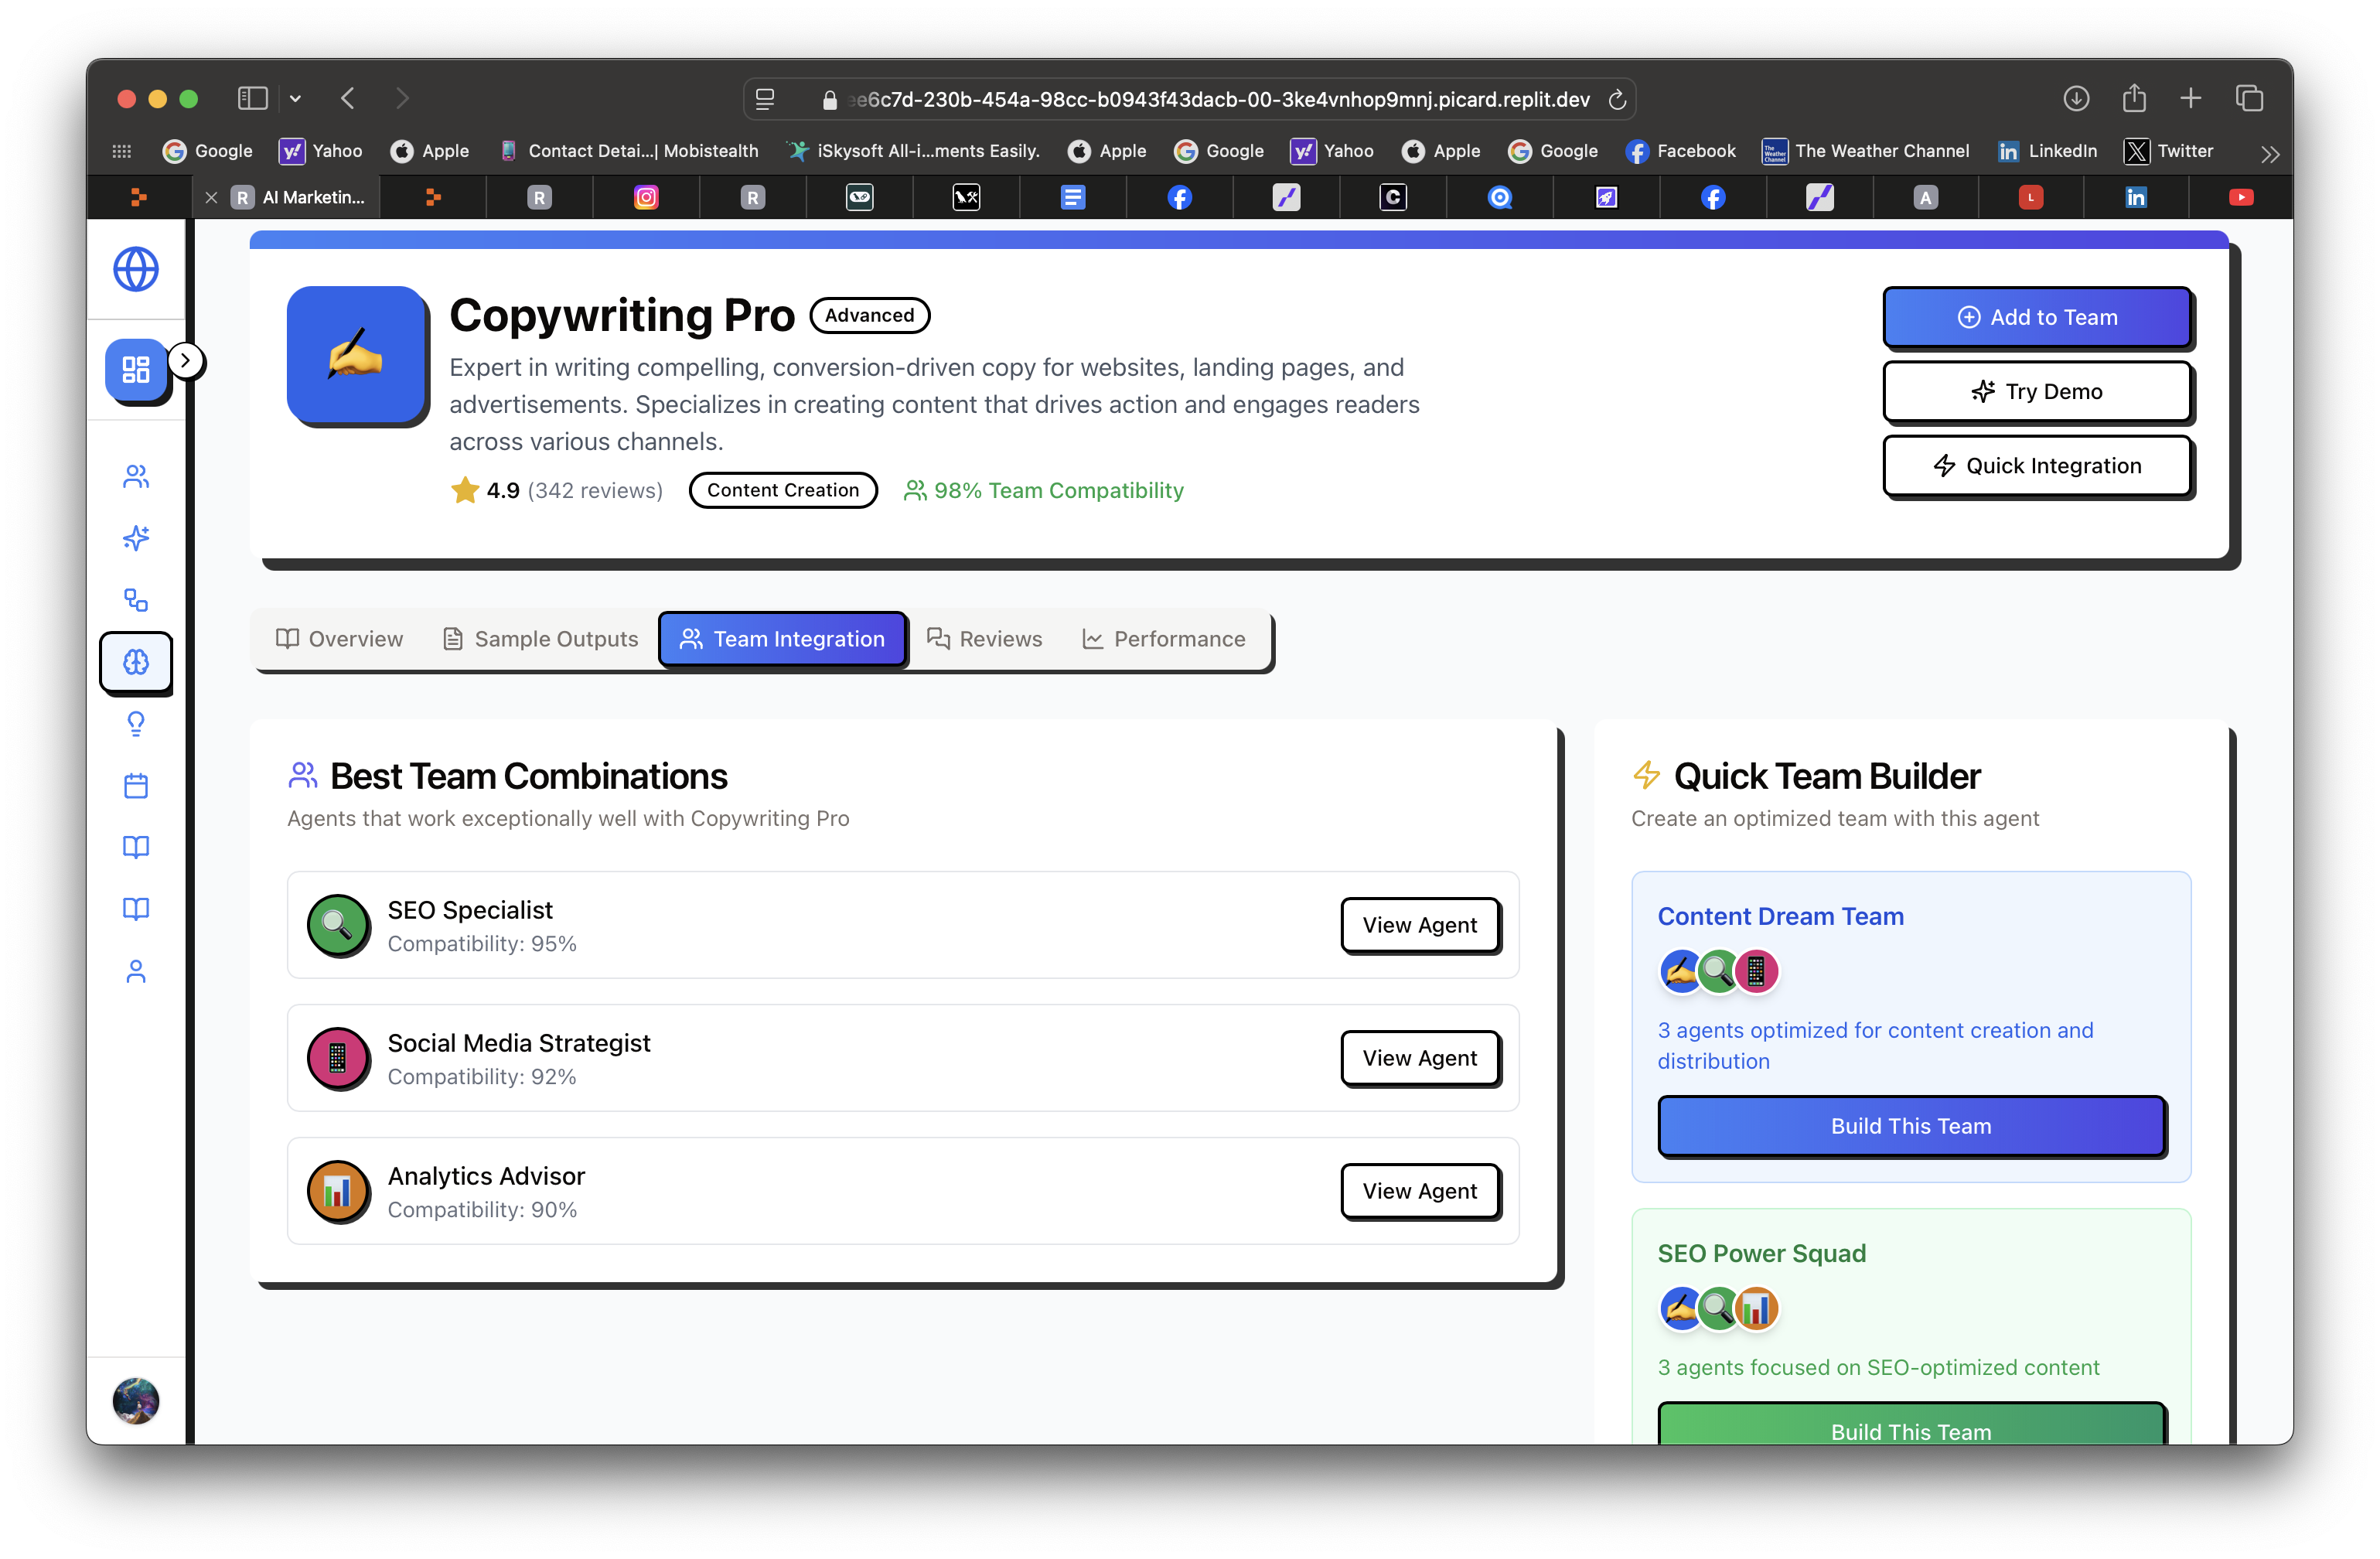 ee6c7d-230b-454a-98cc-b0943f43dacb-00-3ke4vnhop9mnj.picard.replit.dev
Google
Yahoo
Apple
Contact Detai...| Mobistealth
iSkysoft All-i...ments Easily.
Apple
Google
Yahoo
Apple
Google
Facebook
The Weather Channel
LinkedIn
Twitter
R
AI Marketin...
R
R
C
A
L
Copywriting Pro
Advanced
Expert in writing compelling, conversion-driven copy for websites, landing pages, and
advertisements. Specializes in creating content that drives action and engages readers
across various channels.
4.9 (342 reviews)
Content Creation
98% Team Compatibility
Add to Team
Try Demo
Quick Integration
Overview
Sample Outputs
Team Integration
Reviews
Performance
Best Team Combinations
Agents that work exceptionally well with Copywriting Pro
SEO Specialist
Compatibility: 95%
View Agent
Social Media Strategist
Compatibility: 92%
View Agent
Analytics Advisor
Compatibility: 90%
View Agent
Quick Team Builder
Create an optimized team with this agent
Content Dream Team
3 agents optimized for content creation and
distribution
Build This Team
SEO Power Squad
3 agents focused on SEO-optimized content
Build This Team